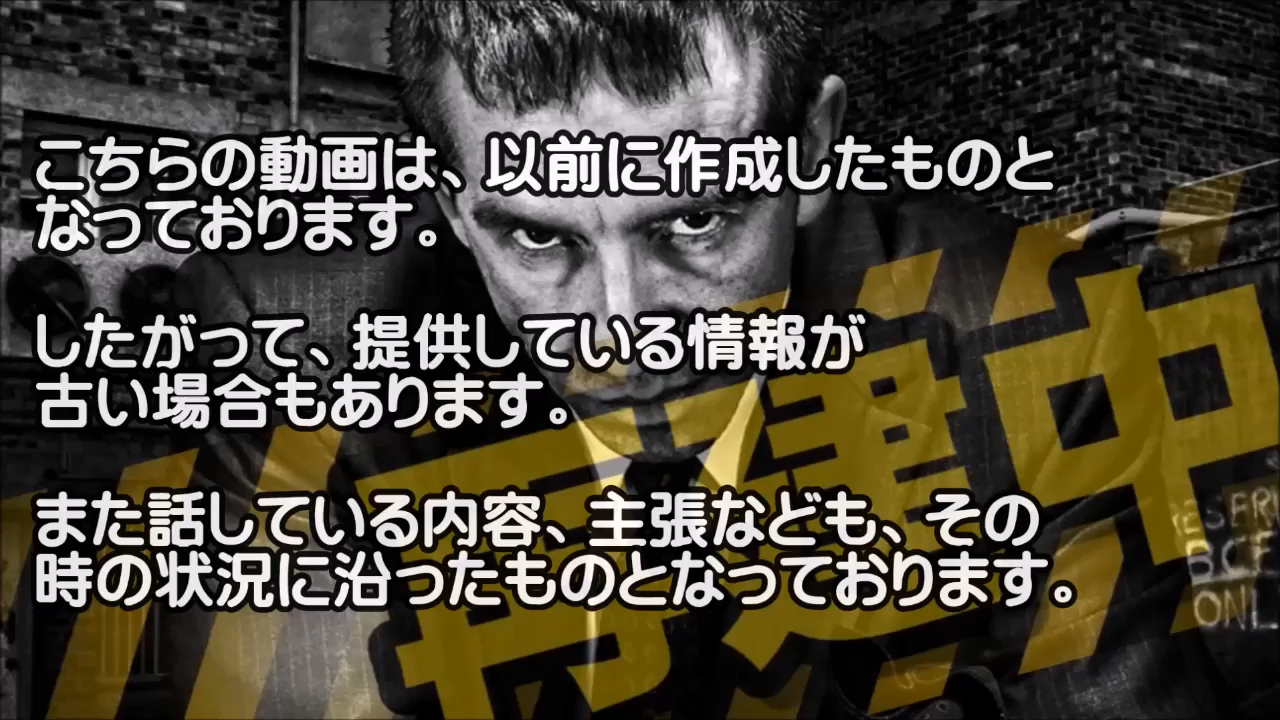 こちらの動画は、以前に作成したものと
なっております。
したがって、提供している情報が
古い場合もあります。
また話している内容、主張なども、その
時の状況に沿ったものとなっております。
再建中
ONL